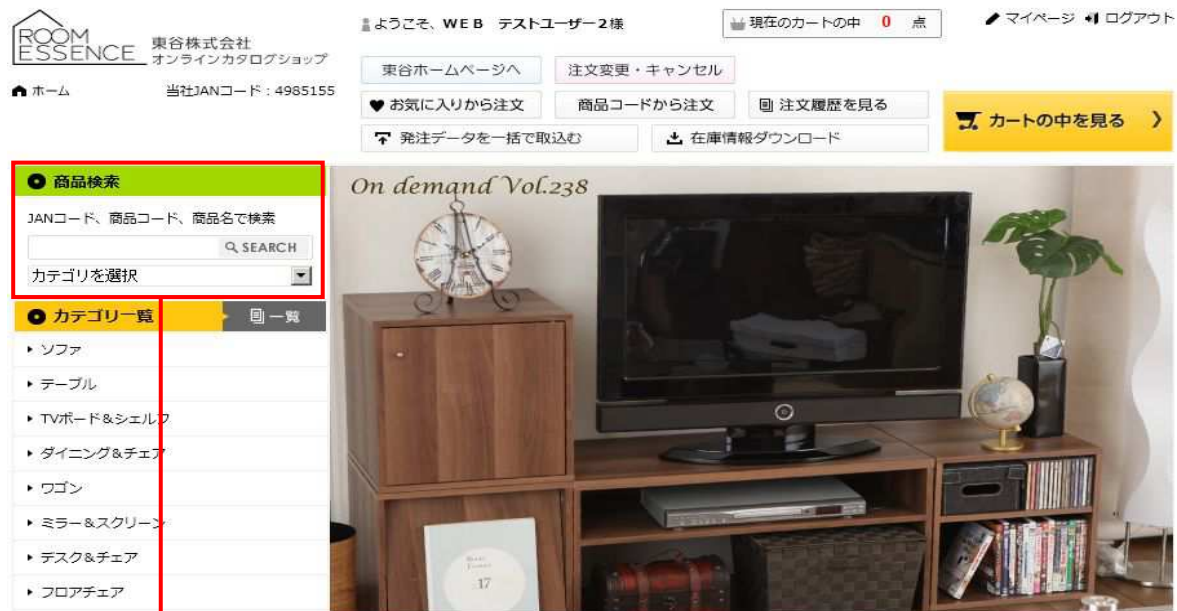 ROOM
ESSENCE
東谷株式会社
オンラインカタログショップ
ホーム
当社JANコード：4985155
ようこそ、WEB テストユーザー2様
現在のカートの中 0 点
マイページ
ログアウト
東谷ホームページへ
注文変更・キャンセル
お気に入りから注文
商品コードから注文
注文履歴を見る
発注データを一括で取込む
在庫情報ダウンロード
カートの中を見る
商品検索
JANコード、商品コード、商品名で検索
SEARCH
カテゴリを選択
カテゴリ一覧
一覧
ソファ
テーブル
TVボード&シェルフ
ダイニング&チェア
ワゴン
ミラー&スクリーン
デスク&チェア
フロアチェア
On demand Vol.238
17